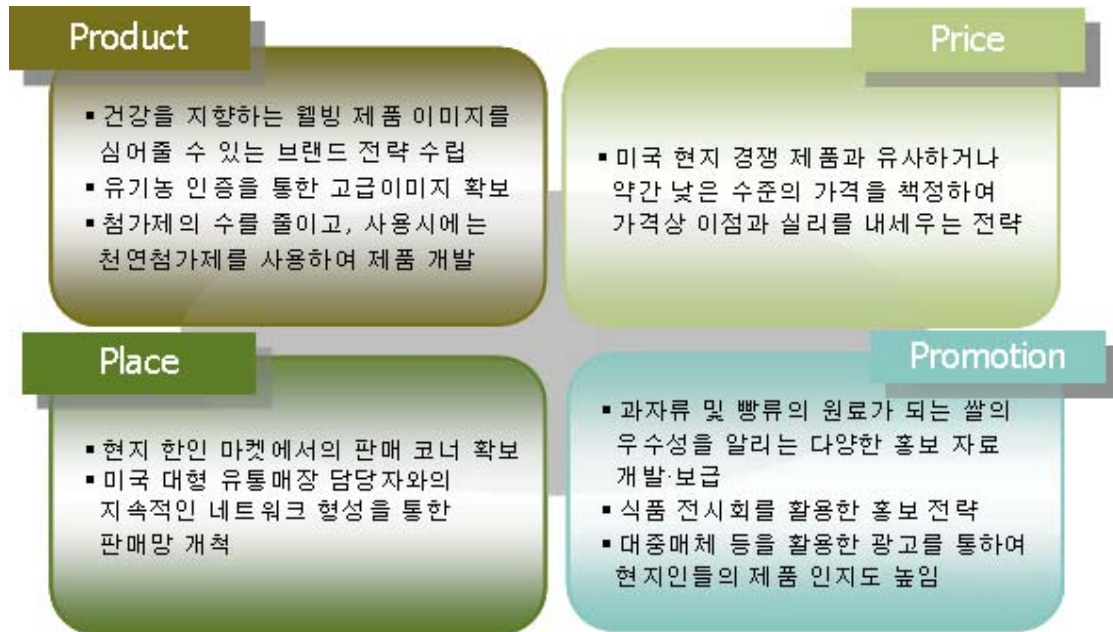 Product
▪ 건강을 지향하는 웰빙 제품 이미지를
심어줄 수 있는 브랜드 전략 수립
▪ 유기농 인증을 통한 고급이미지 확보
▪ 첨가제의 수를 줄이고, 사용시에는
천연첨가제를 사용하여 제품 개발
Price
▪ 미국 현지 경쟁 제품과 유사하거나
약간 낮은 수준의 가격을 책정하여
가격상 이점과 실리를 내세우는 전략
Place
▪ 현지 한인 마켓에서의 판매 코너 확보
▪ 미국 대형 유통매장 담당자와의
지속적인 네트워크 형성을 통한
판매망 개척
Promotion
▪ 과자류 및 빵류의 원료가 되는 쌀의
우수성을 알리는 다양한 홍보 자료
개발·보급
▪ 식품 전시회를 활용한 홍보 전략
▪ 대중매체 등을 활용한 광고를 통하여
현지인들의 제품 인지도 높임